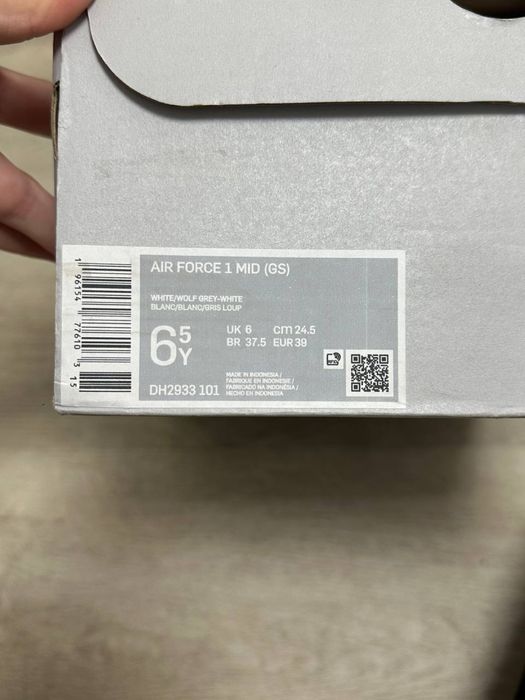 AIR FORCE 1 MID (GS)
WHITE/WOLF GREY-WHITE
BLANC/BLANC/GRIS LOUP
6 5 Y
UK 6 CM 24.5
BR 37.5 EUR 39
DH2933 101
MADE IN INDONESIA /
FABRIQUE EN INDONESIE /
FABRICADO NA INDONÉSIA /
HECHO EN INDONESIA
1 96154 77610 3 15